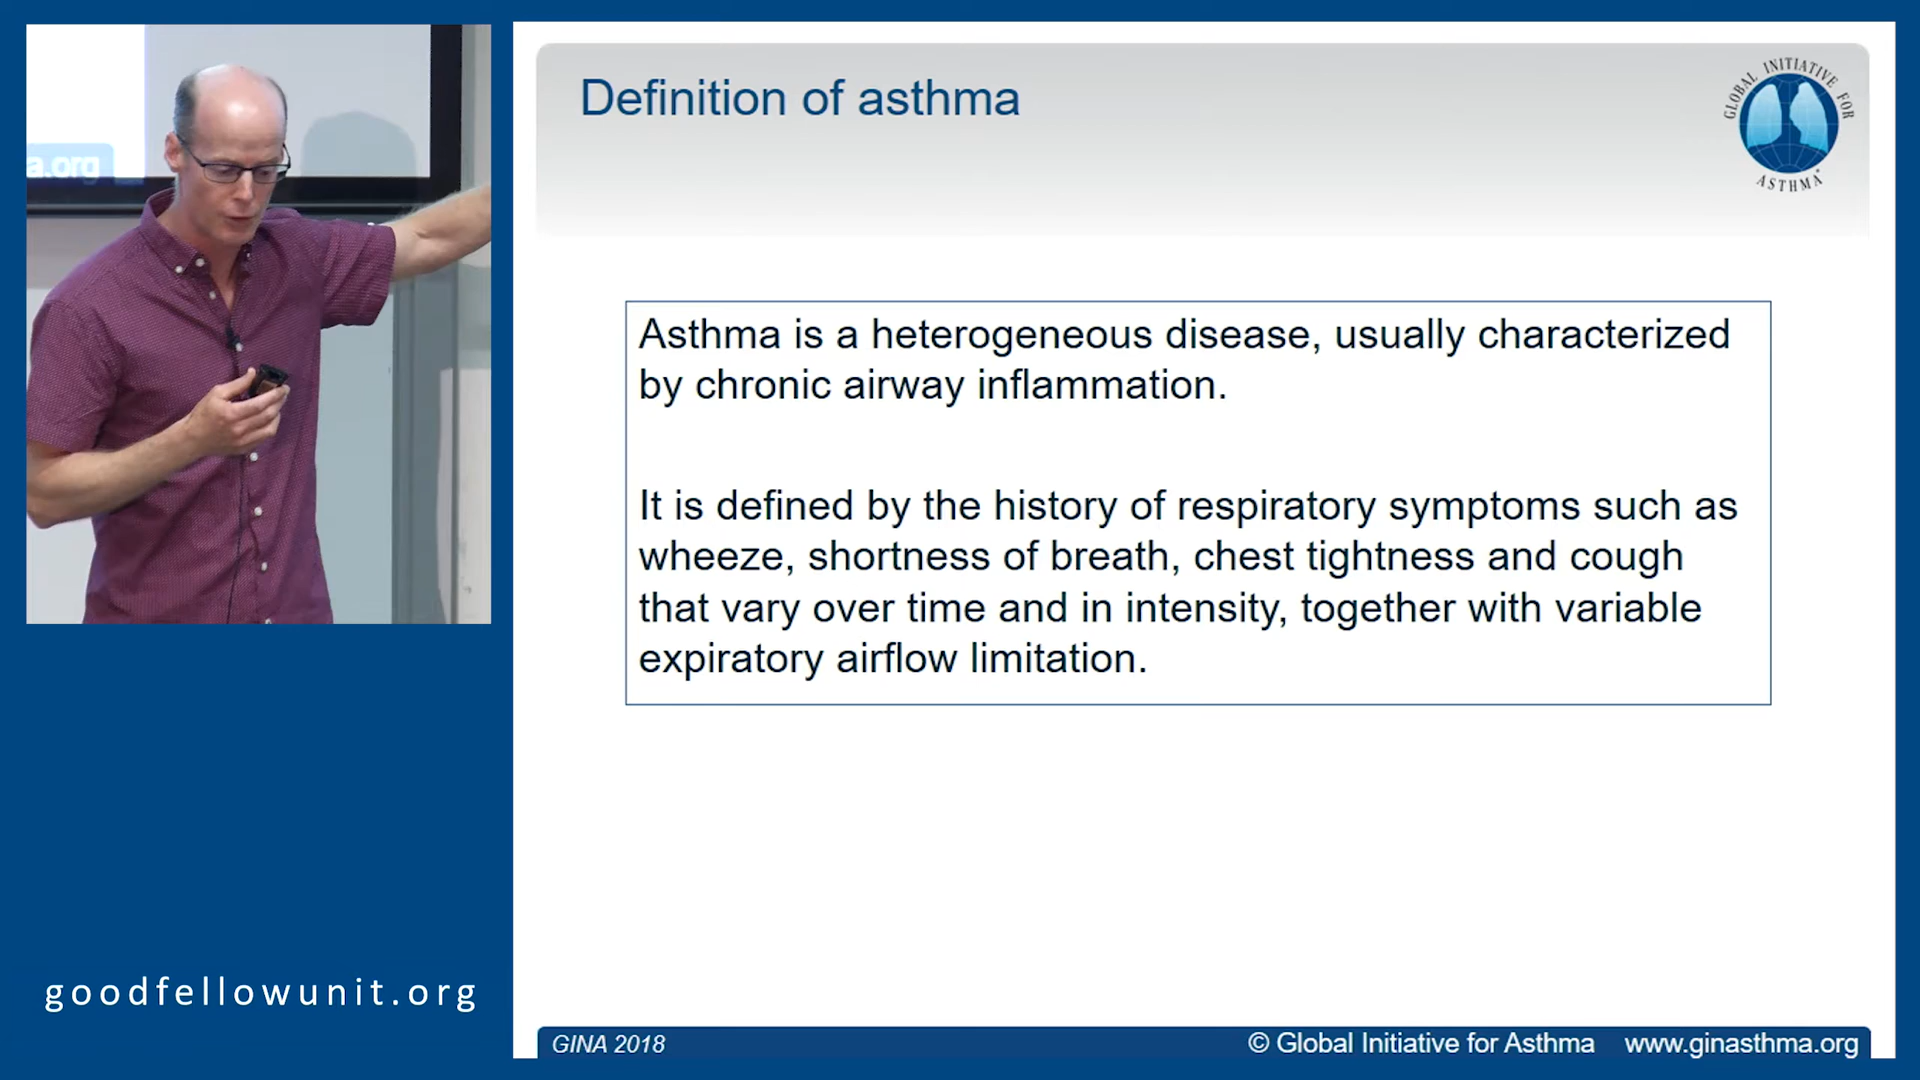 Definition of asthma
GLOBAL INITIATIVE FOR
ASTHMA
a.org
Asthma is a heterogeneous disease, usually characterized
by chronic airway inflammation.
It is defined by the history of respiratory symptoms such as
wheeze, shortness of breath, chest tightness and cough
that vary over time and in intensity, together with variable
expiratory airflow limitation.
goodfellowunit.org
GINA 2018
© Global Initiative for Asthma www.ginasthma.org